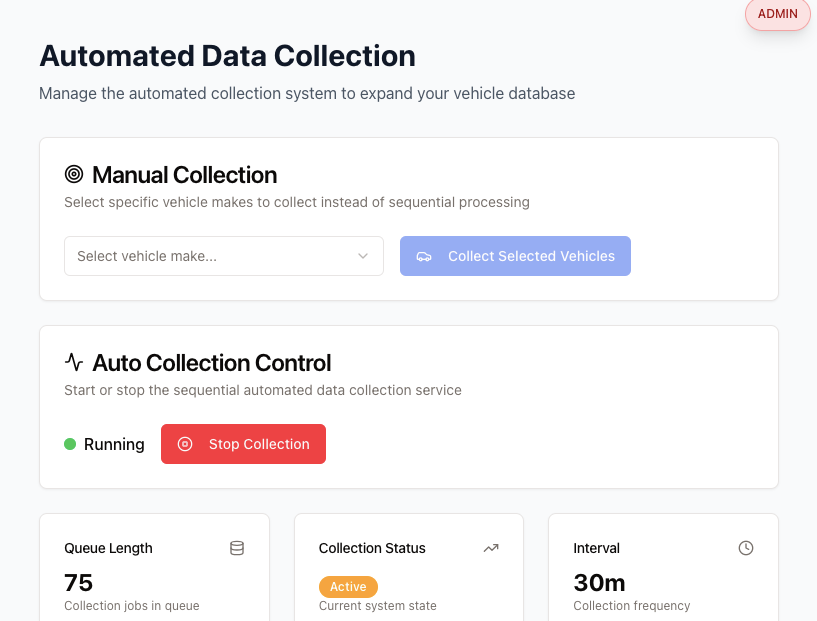 ADMIN
Automated Data Collection
Manage the automated collection system to expand your vehicle database
Manual Collection
Select specific vehicle makes to collect instead of sequential processing
Select vehicle make...
Collect Selected Vehicles
Auto Collection Control
Start or stop the sequential automated data collection service
Running
Stop Collection
Queue Length
75
Collection jobs in queue
Collection Status
Active
Current system state
Interval
30m
Collection frequency